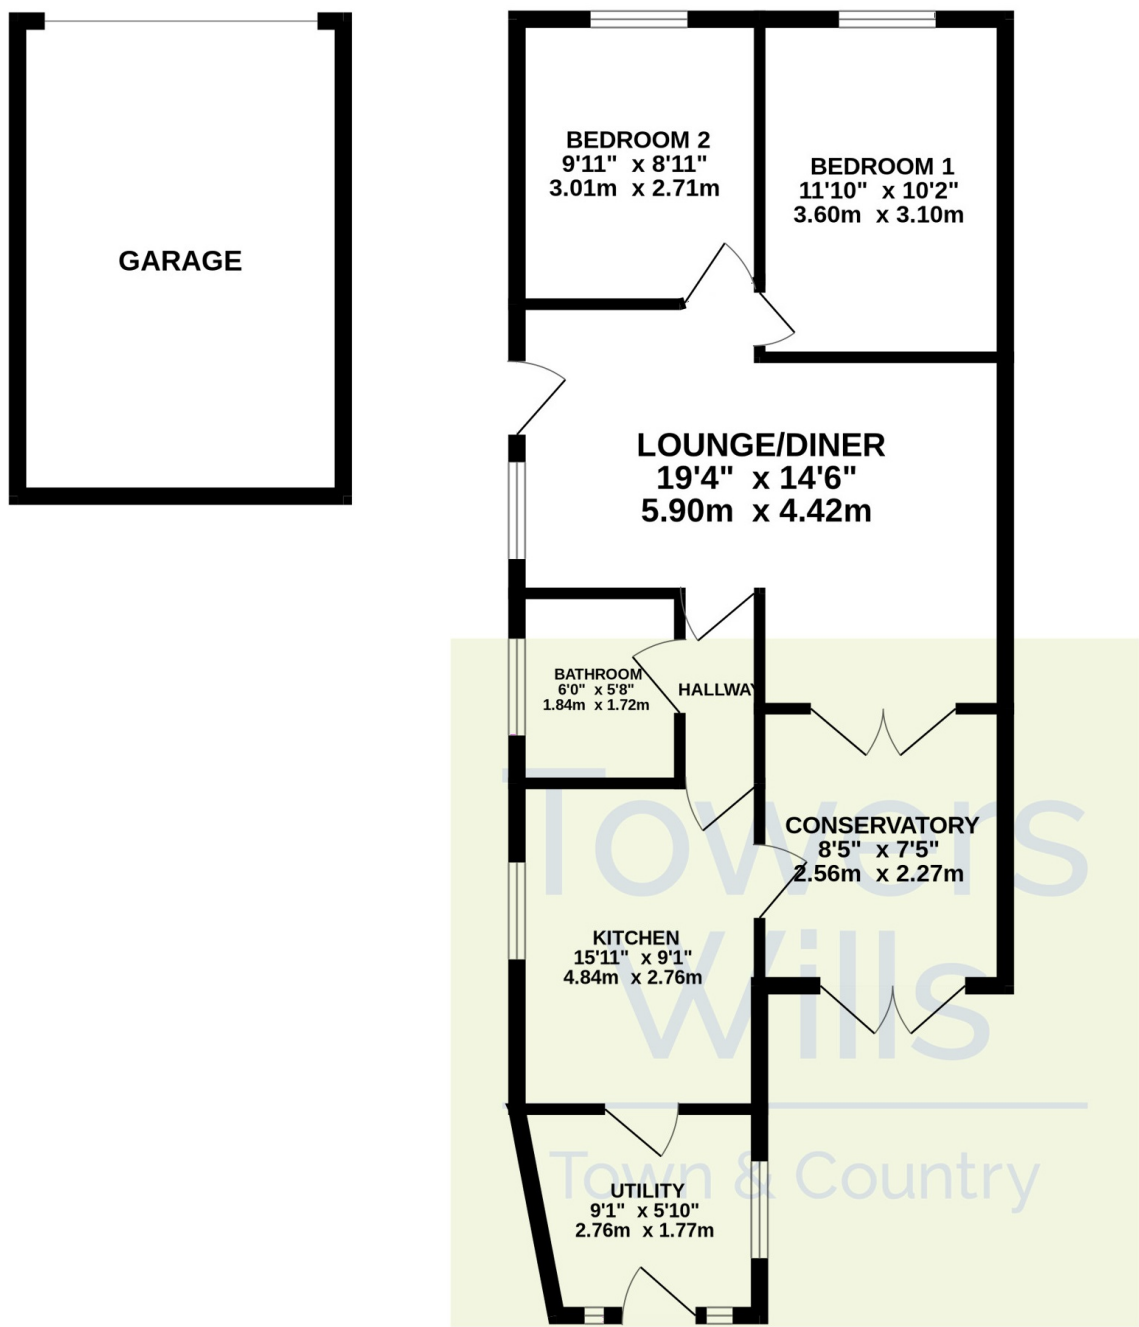 BEDROOM 2
9'11" x 8'11"
3.01m x 2.71m
BEDROOM 1
11'10" x 10'2"
3.60m x 3.10m
GARAGE
LOUNGE/DINER
19'4" x 14'6"
5.90m x 4.42m
BATHROOM
6'0" x 5'8"
1.84m x 1.72m
HALLWAY
CONSERVATORY
8'5" x 7'5"
2.56m x 2.27m
KITCHEN
15'11" x 9'1"
4.84m x 2.76m
UTILITY
9'1" x 5'10"
2.76m x 1.77m
Towers
Wills
Town & Country